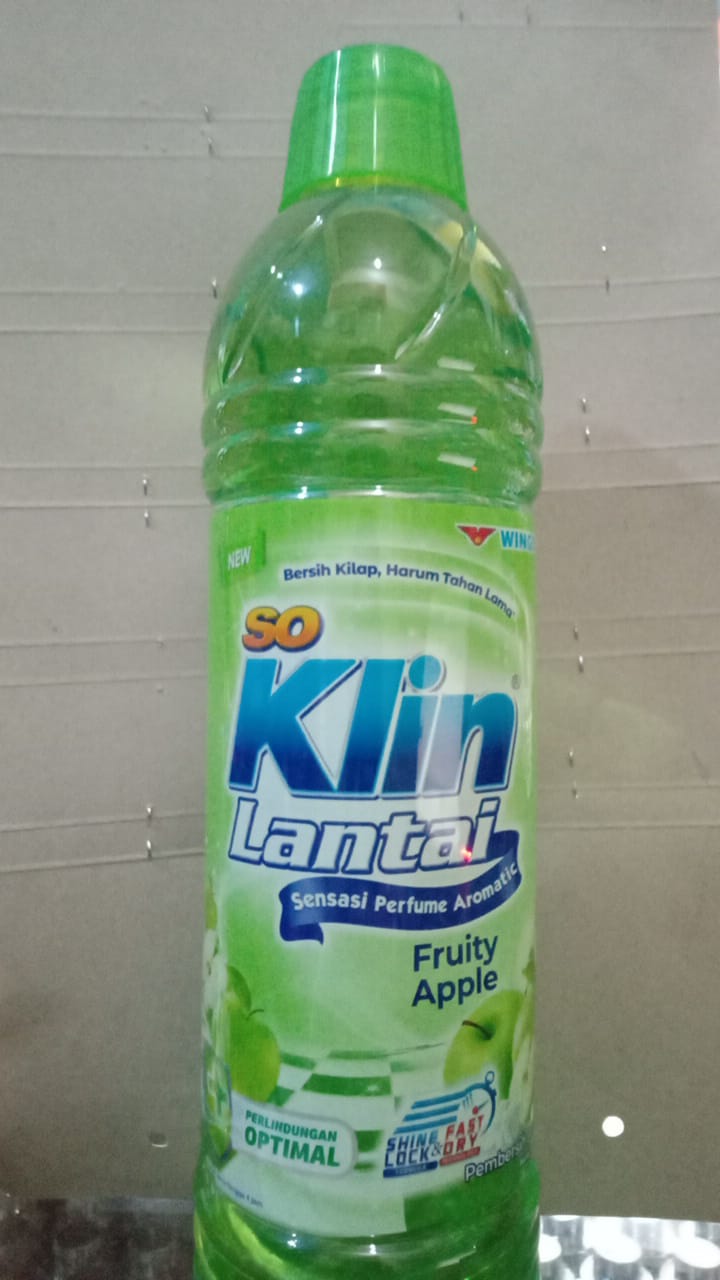 NEW
WINGS
Bersih Kilap, Harum Tahan Lama*
SO
Klin®
Lantai
Sensasi Perfume Aromatic
Fruity
Apple
PERLINDUNGAN
OPTIMAL
SHINE
LOCK
&
FAST
DRY